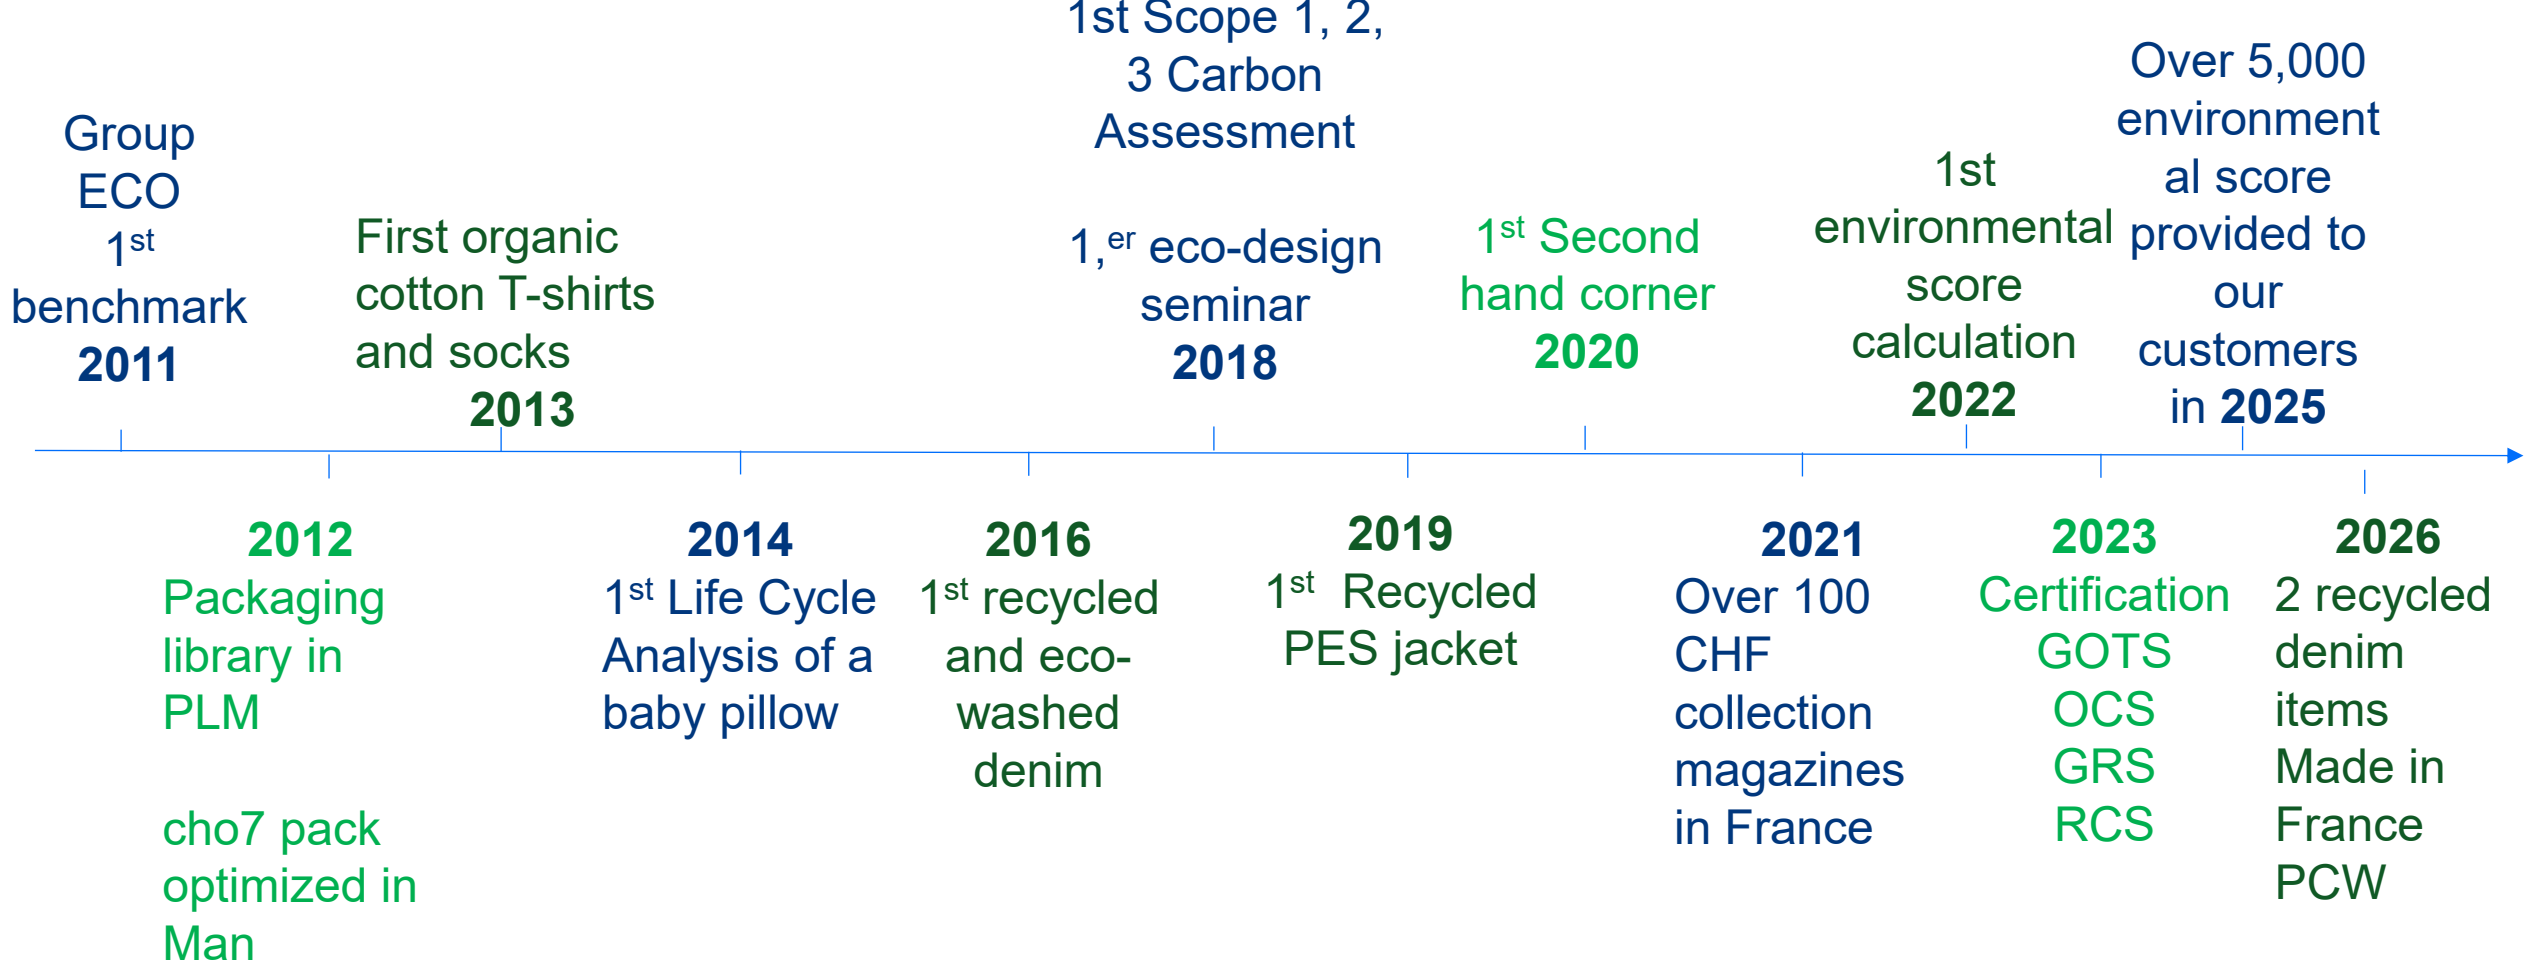 Group
ECO
1st
benchmark
2011
2012
Packaging
library in
PLM
cho7 pack
optimized in
Man
First organic
cotton T-shirts
and socks
2013
2014
1st Life Cycle
Analysis of a
baby pillow
2016
1st recycled
and eco-
washed
denim
1st Scope 1, 2,
3 Carbon
Assessment
1,er eco-design
seminar
2018
2019
1st Recycled
PES jacket
1st Second
hand corner
2020
2021
Over 100
CHF
collection
magazines
in France
1st
environmental
score
calculation
2022
2023
Certification
GOTS
OCS
GRS
RCS
Over 5,000
environment
al score
provided to
our
customers
in 2025
2026
2 recycled
denim
items
Made in
France
PCW